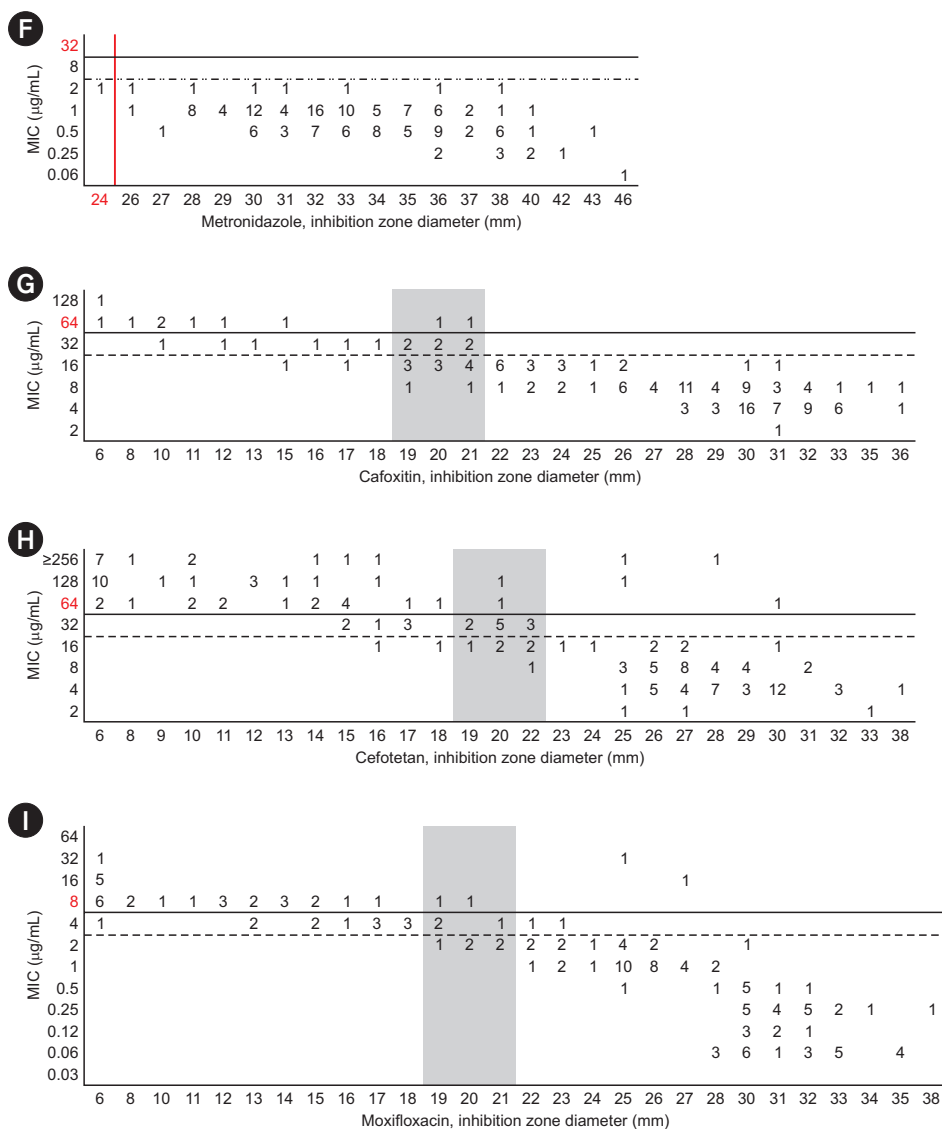 F
32
8
2 1 1 1 1 1 1 1 1
1 1 8 4 12 4 16 10 5 7 6 2 1 1
0.5 1 6 3 7 6 8 5 9 2 6 1 1
0.25 2 3 2 1
0.06 1
MIC (µg/mL)
24 26 27 28 29 30 31 32 33 34 35 36 37 38 40 42 43 46
Metronidazole, inhibition zone diameter (mm)
G
128 1
64 1 1 2 1 1 1 1 1
32 1 1 1 1 1 1 2 2 2
16 1 1 3 3 4 6 3 3 1 2 1 1
8 1 1 1 2 2 1 6 4 11 4 9 3 4 1 1 1
4 3 3 16 7 9 6 1
2 1
MIC (µg/mL)
6 8 10 11 12 13 15 16 17 18 19 20 21 22 23 24 25 26 27 28 29 30 31 32 33 35 36
Cafoxitin, inhibition zone diameter (mm)
H
≥256 7 1 2 1 1 1 1 1
128 10 1 1 3 1 1 1 1 1
64 2 1 2 2 1 2 4 1 1 1 1
32 2 1 3 2 5 3
16 1 1 1 2 2 1 1 2 2 1
8 1 3 5 8 4 4 2
4 1 5 4 7 3 12 3 1
2 1 1 1
MIC (µg/mL)
6 8 9 10 11 12 13 14 15 16 17 18 19 20 22 23 24 25 26 27 28 29 30 31 32 33 38
Cefotetan, inhibition zone diameter (mm)
I
64
32 1 1
16 5 1
8 6 2 1 1 3 2 3 2 1 1 1 1
4 1 2 2 1 3 3 2 1 1 1
2 1 2 2 2 2 1 4 2 1
1 1 2 1 10 8 4 2
0.5 1 1 5 1 1
0.25 5 4 5 2 1 1
0.12 3 2 1
0.06 3 6 1 3 5 4
0.03
MIC (µg/mL)
6 8 10 11 12 13 14 15 16 17 18 19 20 21 22 23 24 25 26 27 28 30 31 32 33 34 35 38
Moxifloxacin, inhibition zone diameter (mm)